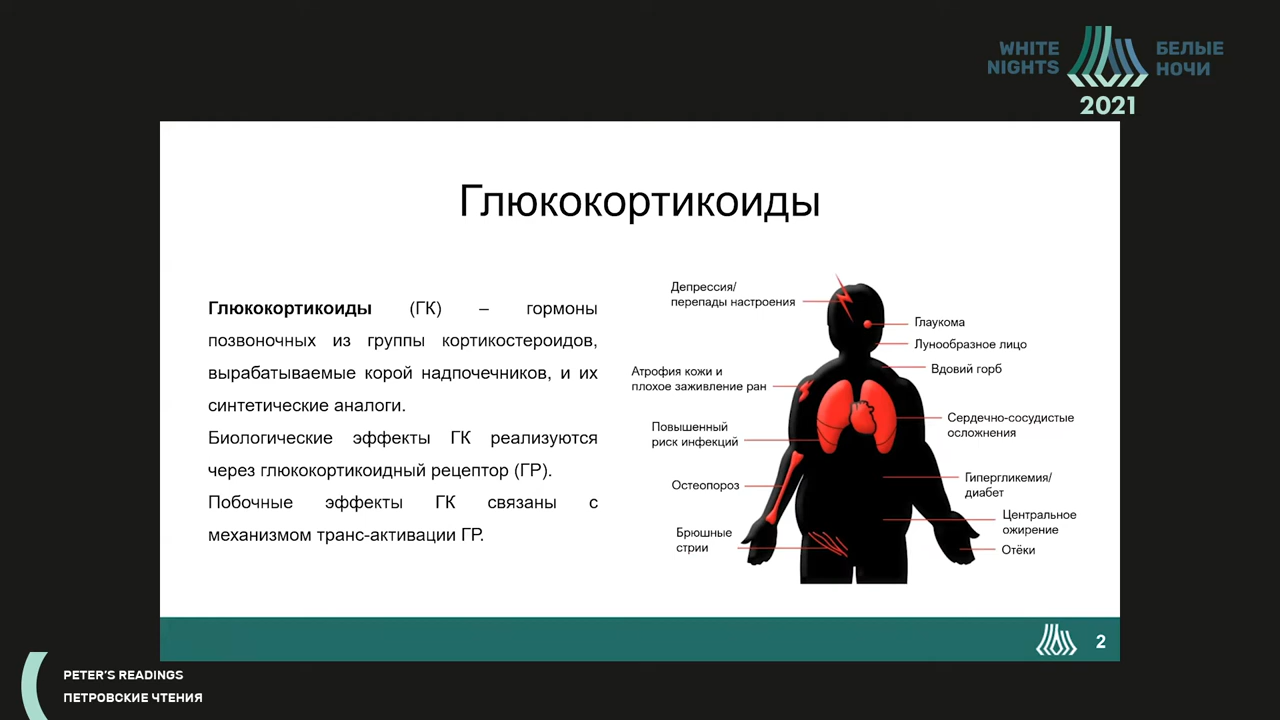 WHITE
NIGHTS
БЕЛЫЕ
НОЧИ
2021
Глюкокортикоиды
Глюкокортикоиды (ГК) – гормоны
позвоночных из группы кортикостероидов,
вырабатываемые корой надпочечников, и их
синтетические аналоги.
Биологические эффекты ГК реализуются
через глюкокортикоидный рецептор (ГР).
Побочные эффекты ГК связаны с
механизмом транс-активации ГР.
Депрессия/
перепады настроения
Атрофия кожи и
плохое заживление ран
Повышенный
риск инфекций
Остеопороз
Брюшные
стрии
Глаукома
Лунообразное лицо
Вдовий горб
Сердечно-сосудистые
осложнения
Гипергликемия/
диабет
Центральное
ожирение
Отёки
2
PETER'S READINGS
ПЕТРОВСКИЕ ЧТЕНИЯ